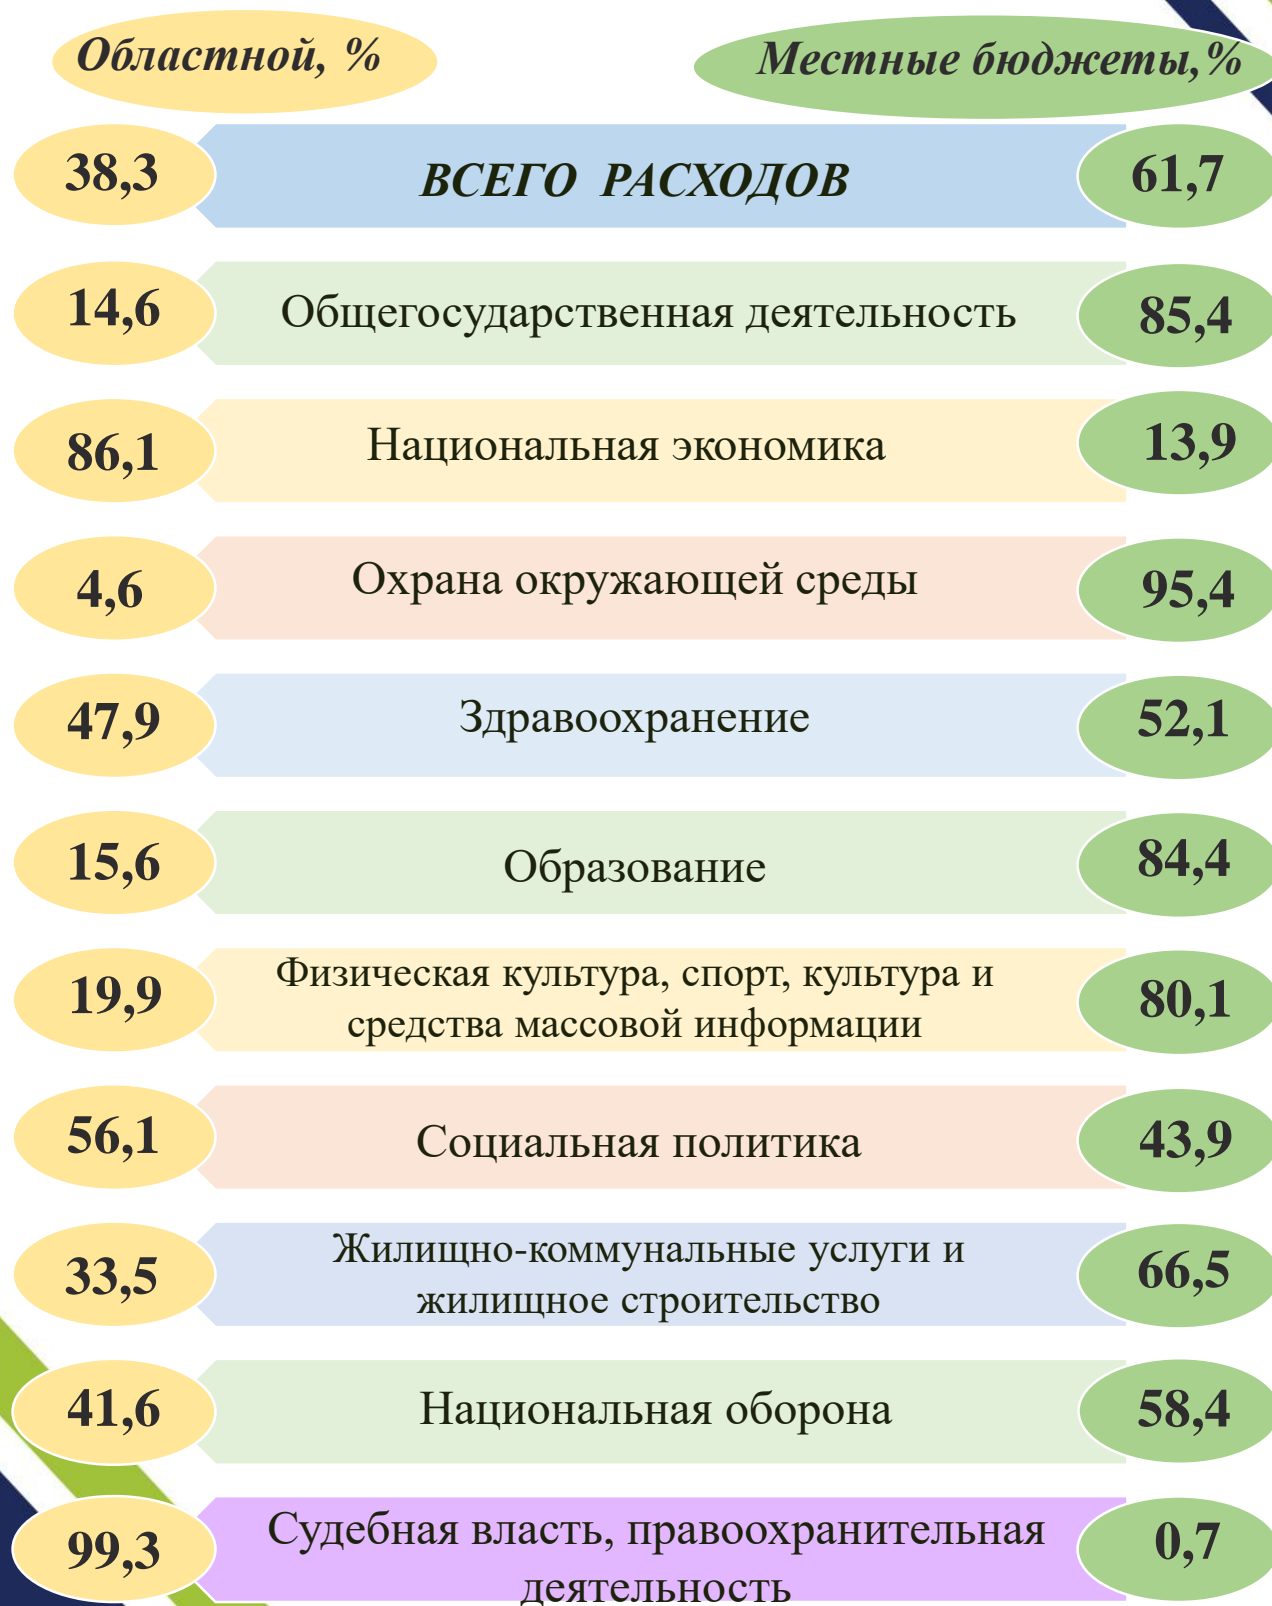 Областной, % Местные бюджеты,%
38,3 ВСЕГО РАСХОДОВ 61,7
14,6 Общегосударственная деятельность 85,4
86,1 Национальная экономика 13,9
4,6 Охрана окружающей среды 95,4
47,9 Здравоохранение 52,1
15,6 Образование 84,4
19,9 Физическая культура, спорт, культура и 80,1
средства массовой информации
56,1 Социальная политика 43,9
33,5 Жилищно-коммунальные услуги и 66,5
жилищное строительство
41,6 Национальная оборона 58,4
99,3 Судебная власть, правоохранительная 0,7
деятельность